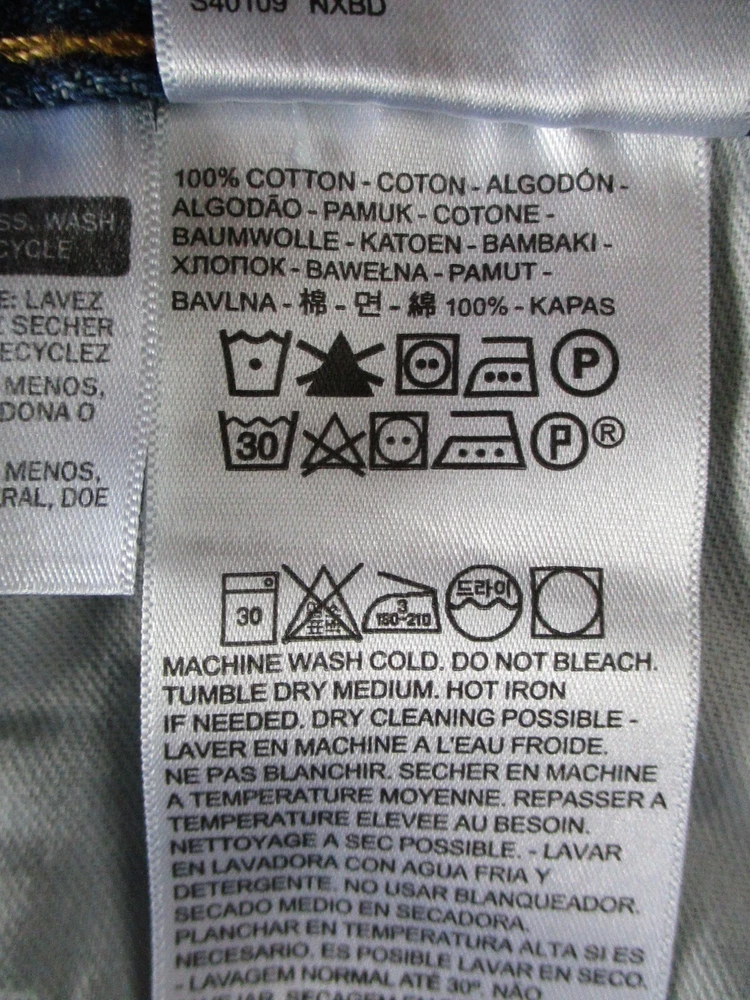 S40109 NXBD
SS. WASH
CYCLE
E: LAVEZ
SECHER
ECYCLEZ
MENOS,
DONA O
MENOS,
RAL, DOE
100% COTTON - COTON - ALGODÓN -
ALGODÃO - PAMUK - COTONE -
BAUMWOLLE - KATOEN - BAMBAKI -
ХЛОПОК - BAWEŁNA - PAMUT -
BAVLNA - 棉 - 면 - 綿 100% - KAPAS
P
30 P ®
30 3 180~210 드라이
MACHINE WASH COLD. DO NOT BLEACH.
TUMBLE DRY MEDIUM. HOT IRON
IF NEEDED. DRY CLEANING POSSIBLE -
LAVER EN MACHINE A L'EAU FROIDE.
NE PAS BLANCHIR. SECHER EN MACHINE
A TEMPERATURE MOYENNE. REPASSER A
TEMPERATURE ELEVEE AU BESOIN.
NETTOYAGE A SEC POSSIBLE. - LAVAR
EN LAVADORA CON AGUA FRIA Y
DETERGENTE. NO USAR BLANQUEADOR.
SECADO MEDIO EN SECADORA.
PLANCHAR EN TEMPERATURA ALTA SI ES
NECESARIO. ES POSIBLE LAVAR EN SECO.
- LAVAGEM NORMAL ATÉ 30º. NÃO